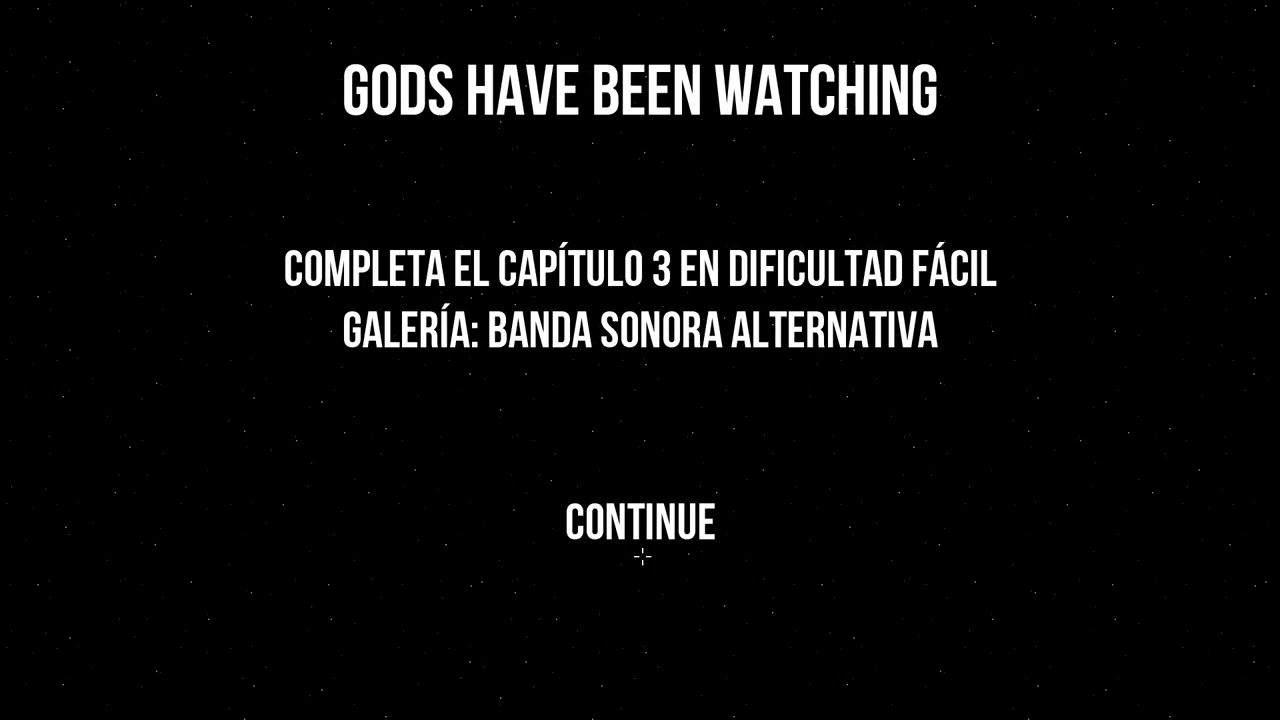 GODS HAVE BEEN WATCHING
COMPLETA EL CAPÍTULO 3 EN DIFICULTAD FÁCIL
GALERÍA: BANDA SONORA ALTERNATIVA
CONTINUE